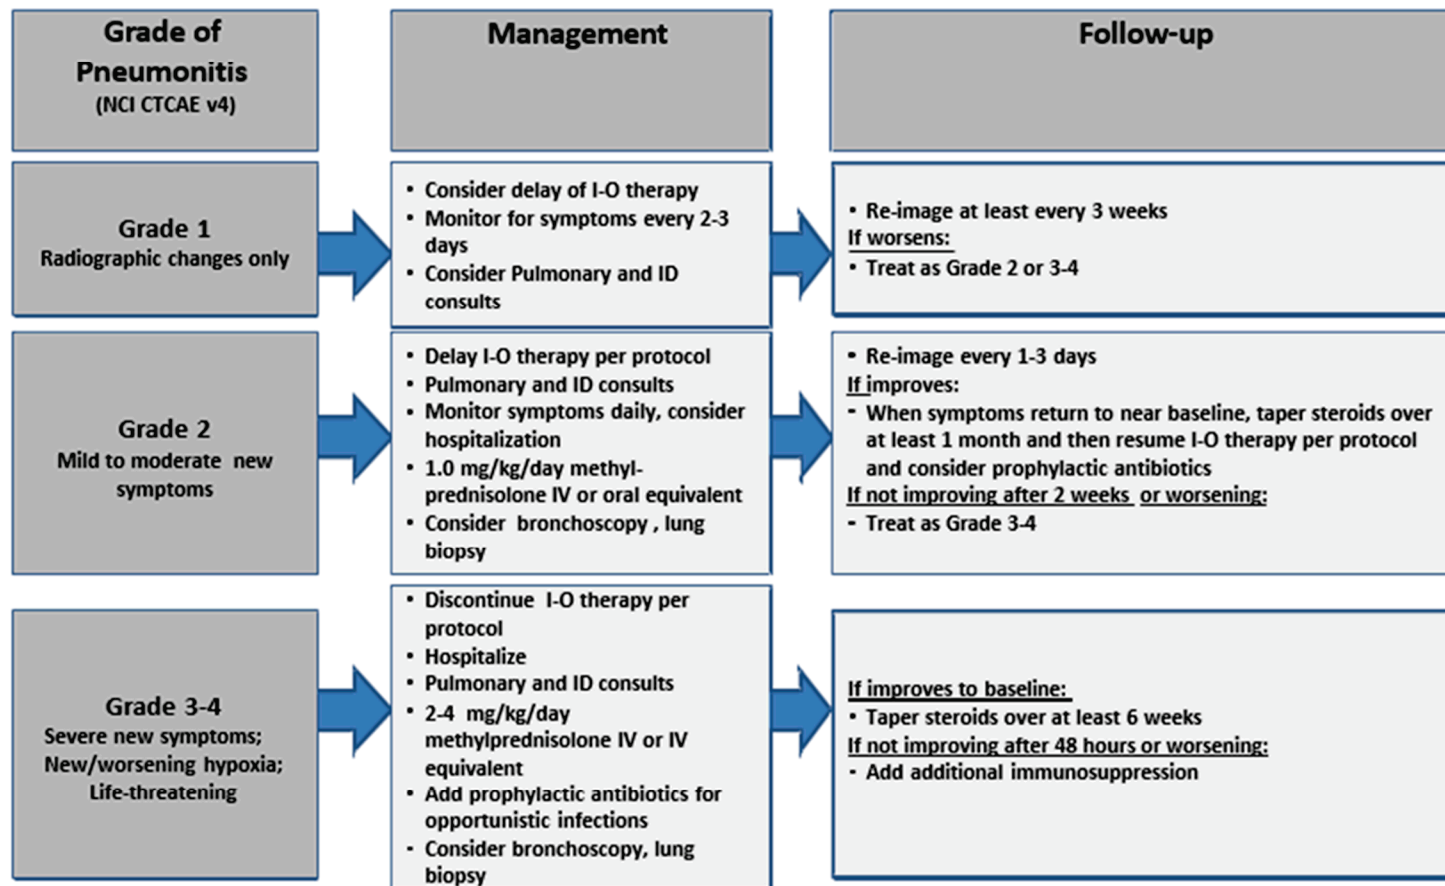 Grade of
Pneumonitis
(NCI CTCAE v4)
Management
Follow-up
Grade 1
Radiographic changes only
• Consider delay of I-O therapy
• Monitor for symptoms every 2-3
days
• Consider Pulmonary and ID
consults
• Re-image at least every 3 weeks
If worsens:
• Treat as Grade 2 or 3-4
Grade 2
Mild to moderate new
symptoms
• Delay I-O therapy per protocol
• Pulmonary and ID consults
• Monitor symptoms daily, consider
hospitalization
• 1.0 mg/kg/day methyl-
prednisolone IV or oral equivalent
• Consider bronchoscopy , lung
biopsy
• Re-image every 1-3 days
If improves:
- When symptoms return to near baseline, taper steroids over
at least 1 month and then resume I-O therapy per protocol
and consider prophylactic antibiotics
If not improving after 2 weeks or worsening:
- Treat as Grade 3-4
Grade 3-4
Severe new symptoms;
New/worsening hypoxia;
Life-threatening
• Discontinue I-O therapy per
protocol
• Hospitalize
• Pulmonary and ID consults
• 2-4 mg/kg/day
methylprednisolone IV or IV
equivalent
• Add prophylactic antibiotics for
opportunistic infections
- Consider bronchoscopy, lung
biopsy
If improves to baseline:
• Taper steroids over at least 6 weeks
If not improving after 48 hours or worsening:
- Add additional immunosuppression